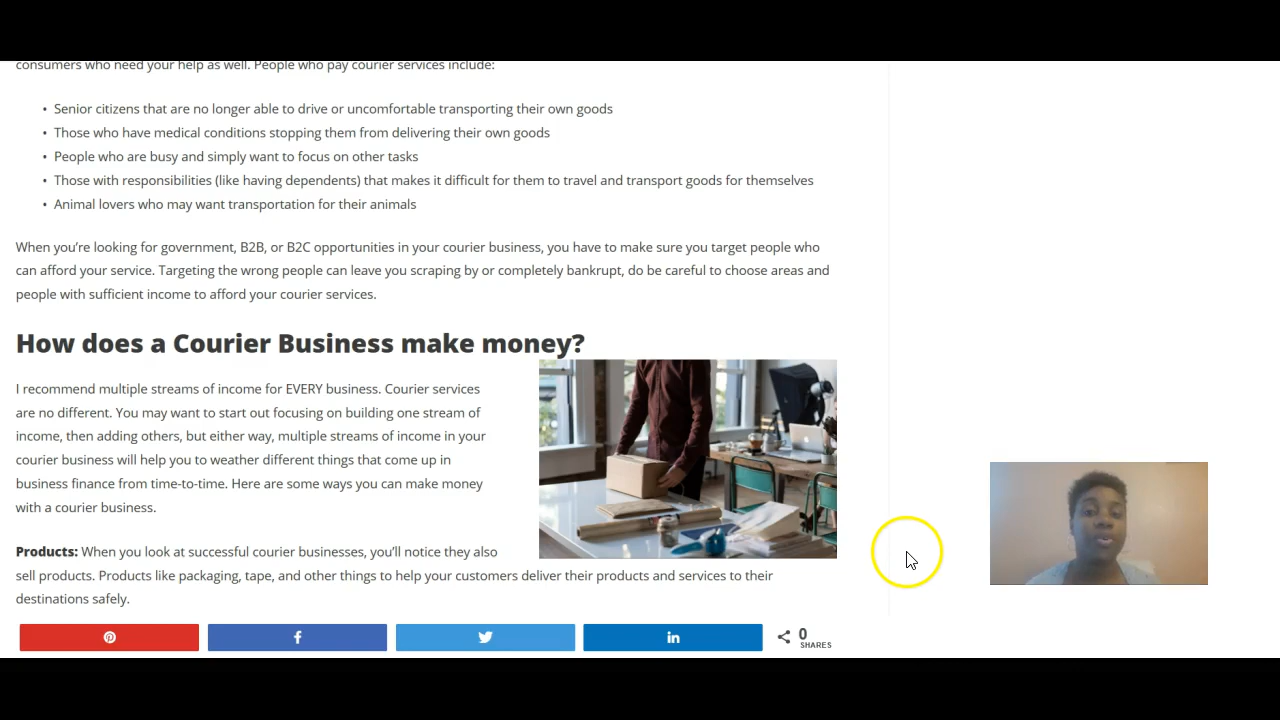 consumers who need your help as well. People who pay courier services include:
• Senior citizens that are no longer able to drive or uncomfortable transporting their own goods
• Those who have medical conditions stopping them from delivering their own goods
• People who are busy and simply want to focus on other tasks
• Those with responsibilities (like having dependents) that makes it difficult for them to travel and transport goods for themselves
• Animal lovers who may want transportation for their animals
When you’re looking for government, B2B, or B2C opportunities in your courier business, you have to make sure you target people who
can afford your service. Targeting the wrong people can leave you scraping by or completely bankrupt, do be careful to choose areas and
people with sufficient income to afford your courier services.
How does a Courier Business make money?
I recommend multiple streams of income for EVERY business. Courier services
are no different. You may want to start out focusing on building one stream of
income, then adding others, but either way, multiple streams of income in your
courier business will help you to weather different things that come up in
business finance from time-to-time. Here are some ways you can make money
with a courier business.
Products: When you look at successful courier businesses, you’ll notice they also
sell products. Products like packaging, tape, and other things to help your customers deliver their products and services to their
destinations safely.
0
SHARES